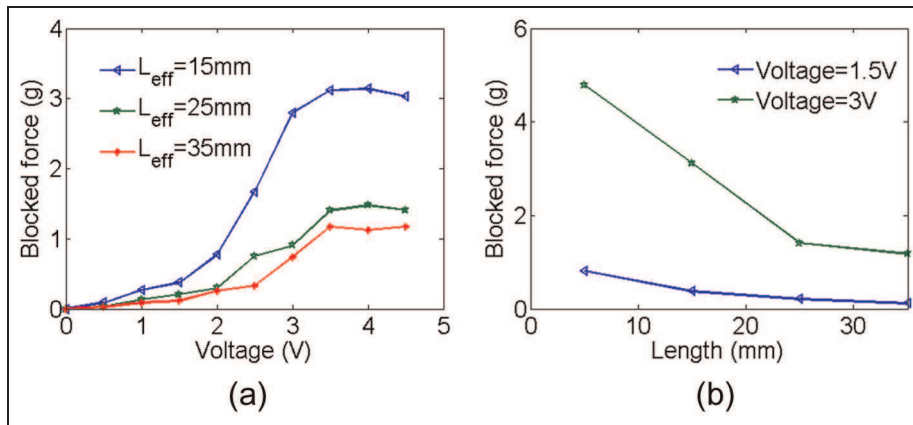 4
3
2
1
0
0
1
2
3
4
5
Blocked force (g)
Voltage (V)
L_eff=15mm
L_eff=25mm
L_eff=35mm
(a)
6
4
2
0
0
10
20
30
Blocked force (g)
Length (mm)
Voltage=1.5V
Voltage=3V
(b)